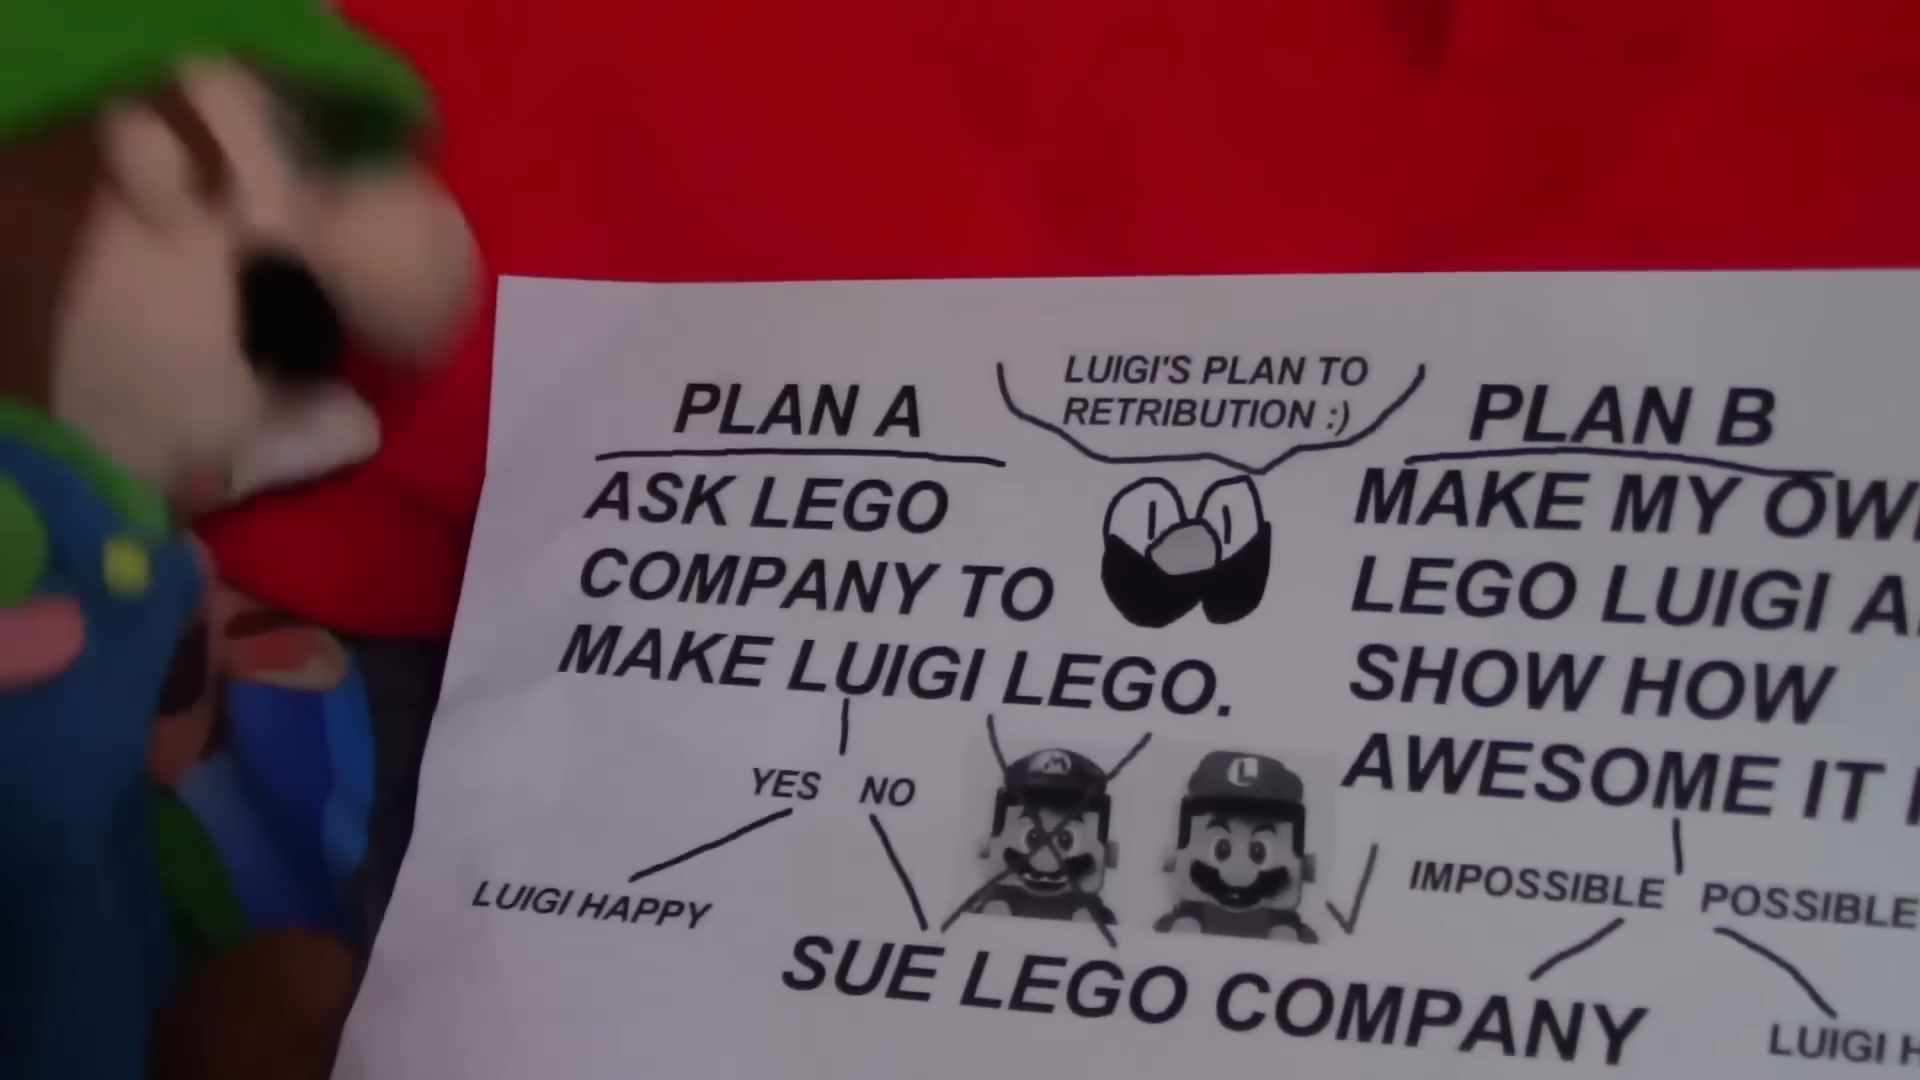 LUIGI'S PLAN TO
RETRIBUTION :)
PLAN A
ASK LEGO
COMPANY TO
MAKE LUIGI LEGO.
YES NO
LUIGI HAPPY
PLAN B
MAKE MY
LEGO LUIGI
SHOW HOW
AWESOME IT
IMPOSSIBLE POSSIBLE
LUIGI
SUE LEGO COMPANY
M
L